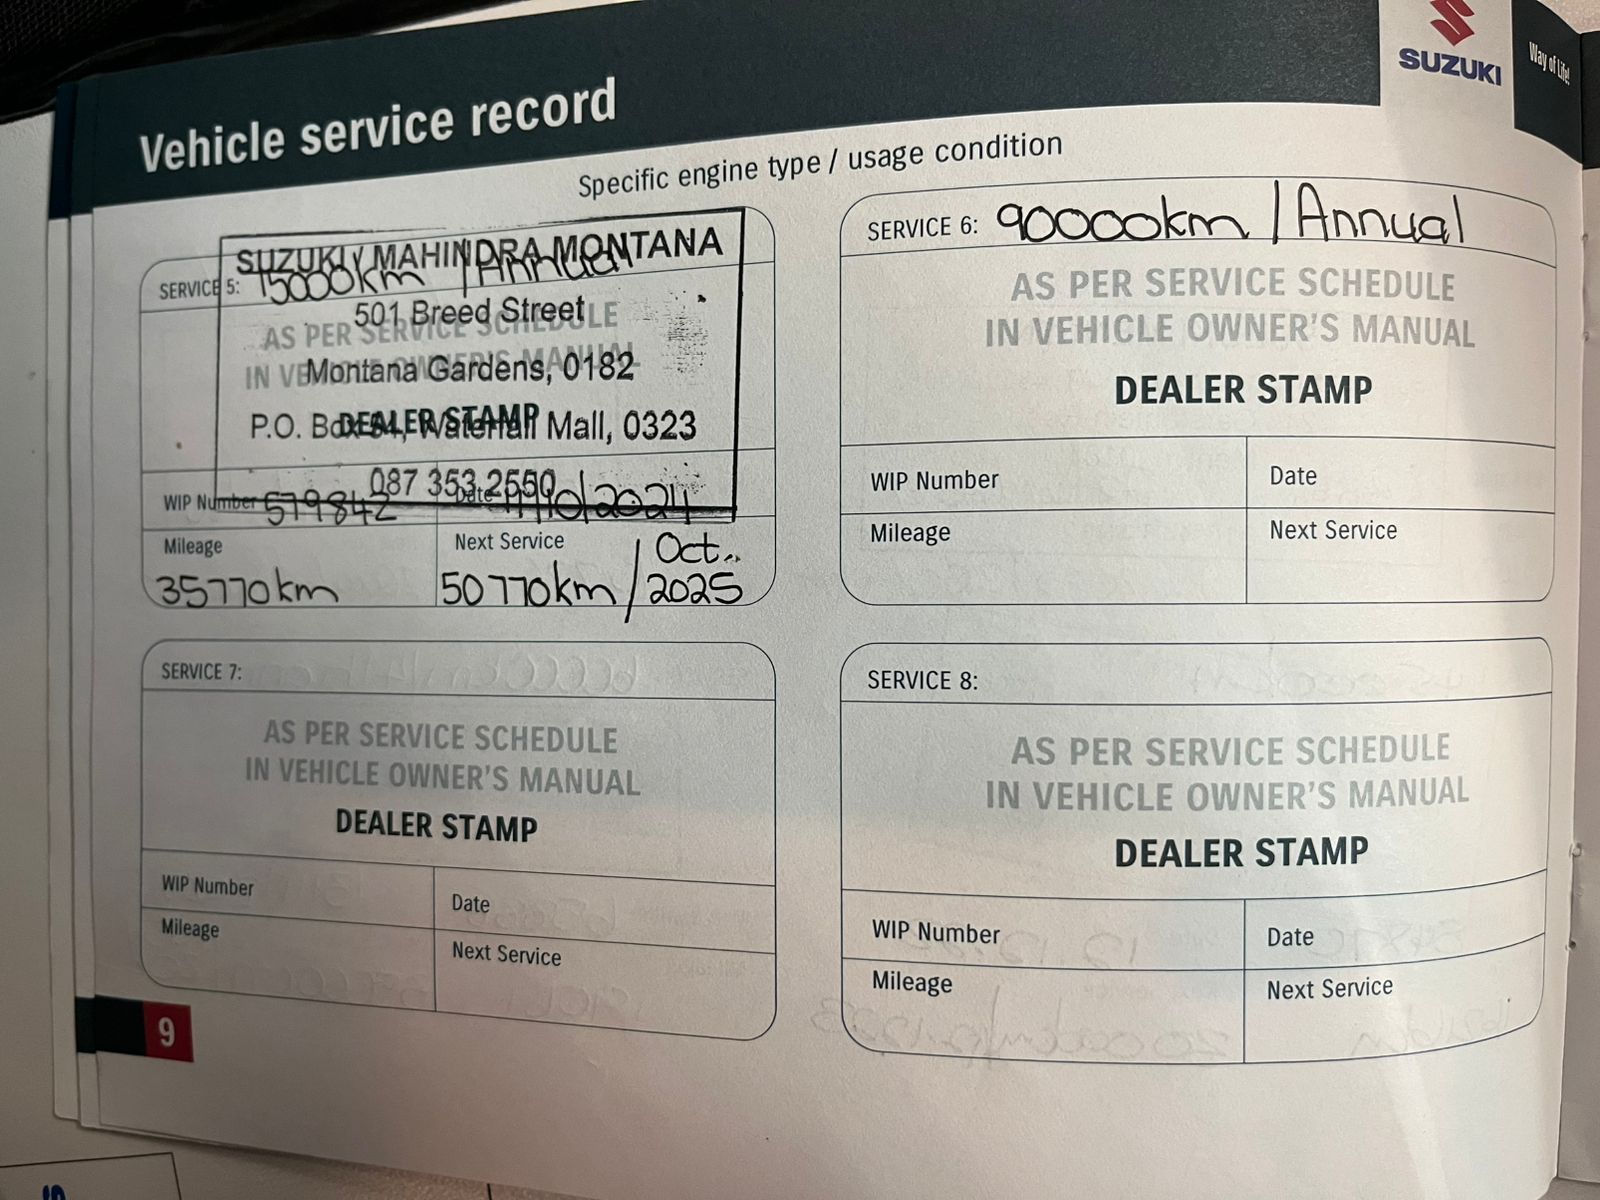 SUZUKI
Way of Life!
Vehicle service record
Specific engine type / usage condition
SERVICE 5: 75000km / Annual
SUZUKI / MAHINDRA MONTANA
501 Breed Street
AS PER SERVICE SCHEDULE
IN VEHICLE OWNER'S MANUAL
Montana Gardens, 0182
DEALER STAMP
P.O. Box Waterfall Mall, 0323
087 353 2550
WIP Number 579842
Date /10/2024
Mileage
35770km
Next Service
50770km / Oct.. 2025
SERVICE 6: 90000km / Annual
AS PER SERVICE SCHEDULE
IN VEHICLE OWNER'S MANUAL
DEALER STAMP
WIP Number
Date
Mileage
Next Service
SERVICE 7:
AS PER SERVICE SCHEDULE
IN VEHICLE OWNER'S MANUAL
DEALER STAMP
WIP Number
Date
Mileage
Next Service
SERVICE 8:
AS PER SERVICE SCHEDULE
IN VEHICLE OWNER'S MANUAL
DEALER STAMP
WIP Number
Date
Mileage
Next Service
9